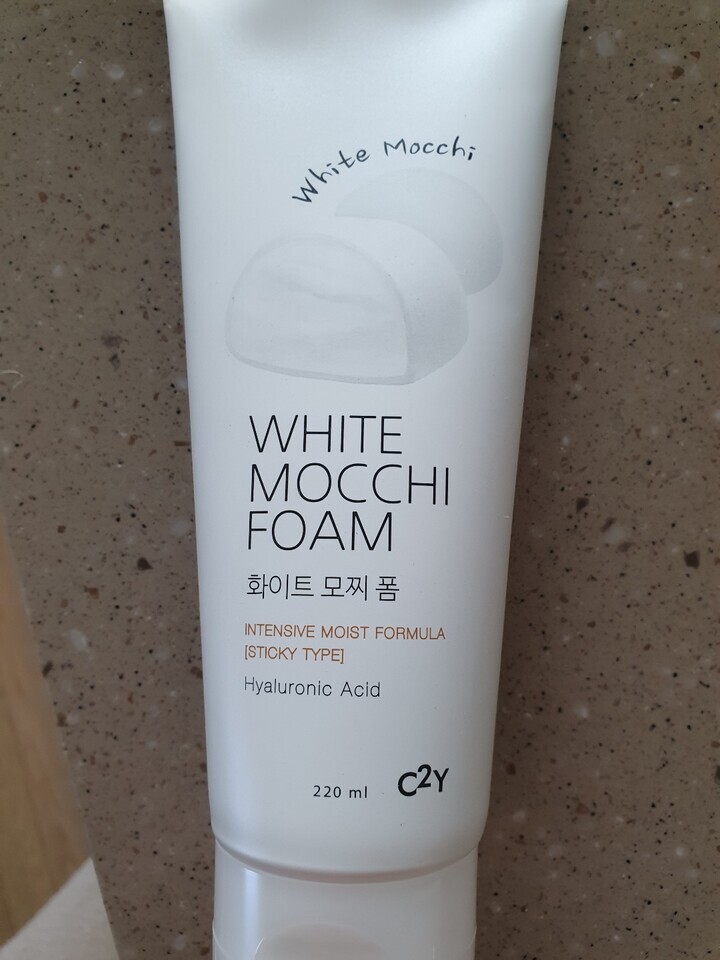 White Mocchi
WHITE
MOCCHI
FOAM
화이트 모찌 폼
INTENSIVE MOIST FORMULA
[STICKY TYPE]
Hyaluronic Acid
220 ml
C2Y